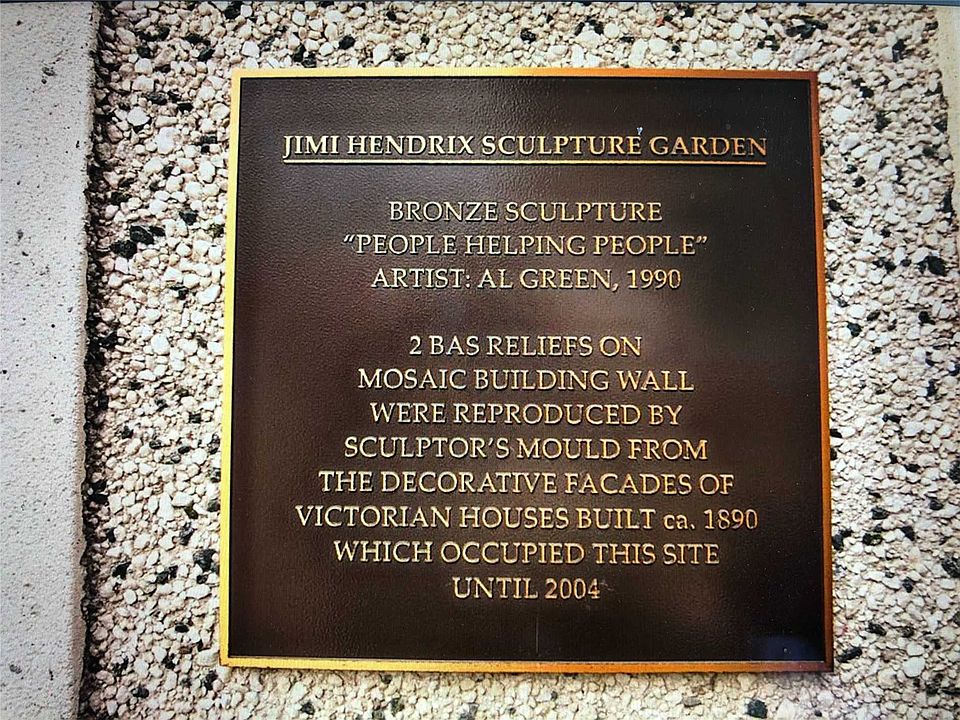 JIMI HENDRIX SCULPTURE GARDEN
BRONZE SCULPTURE
“PEOPLE HELPING PEOPLE”
ARTIST: AL GREEN, 1990
2 BAS RELIEFS ON
MOSAIC BUILDING WALL
WERE REPRODUCED BY
SCULPTOR’S MOULD FROM
THE DECORATIVE FACADES OF
VICTORIAN HOUSES BUILT ca. 1890
WHICH OCCUPIED THIS SITE
UNTIL 2004